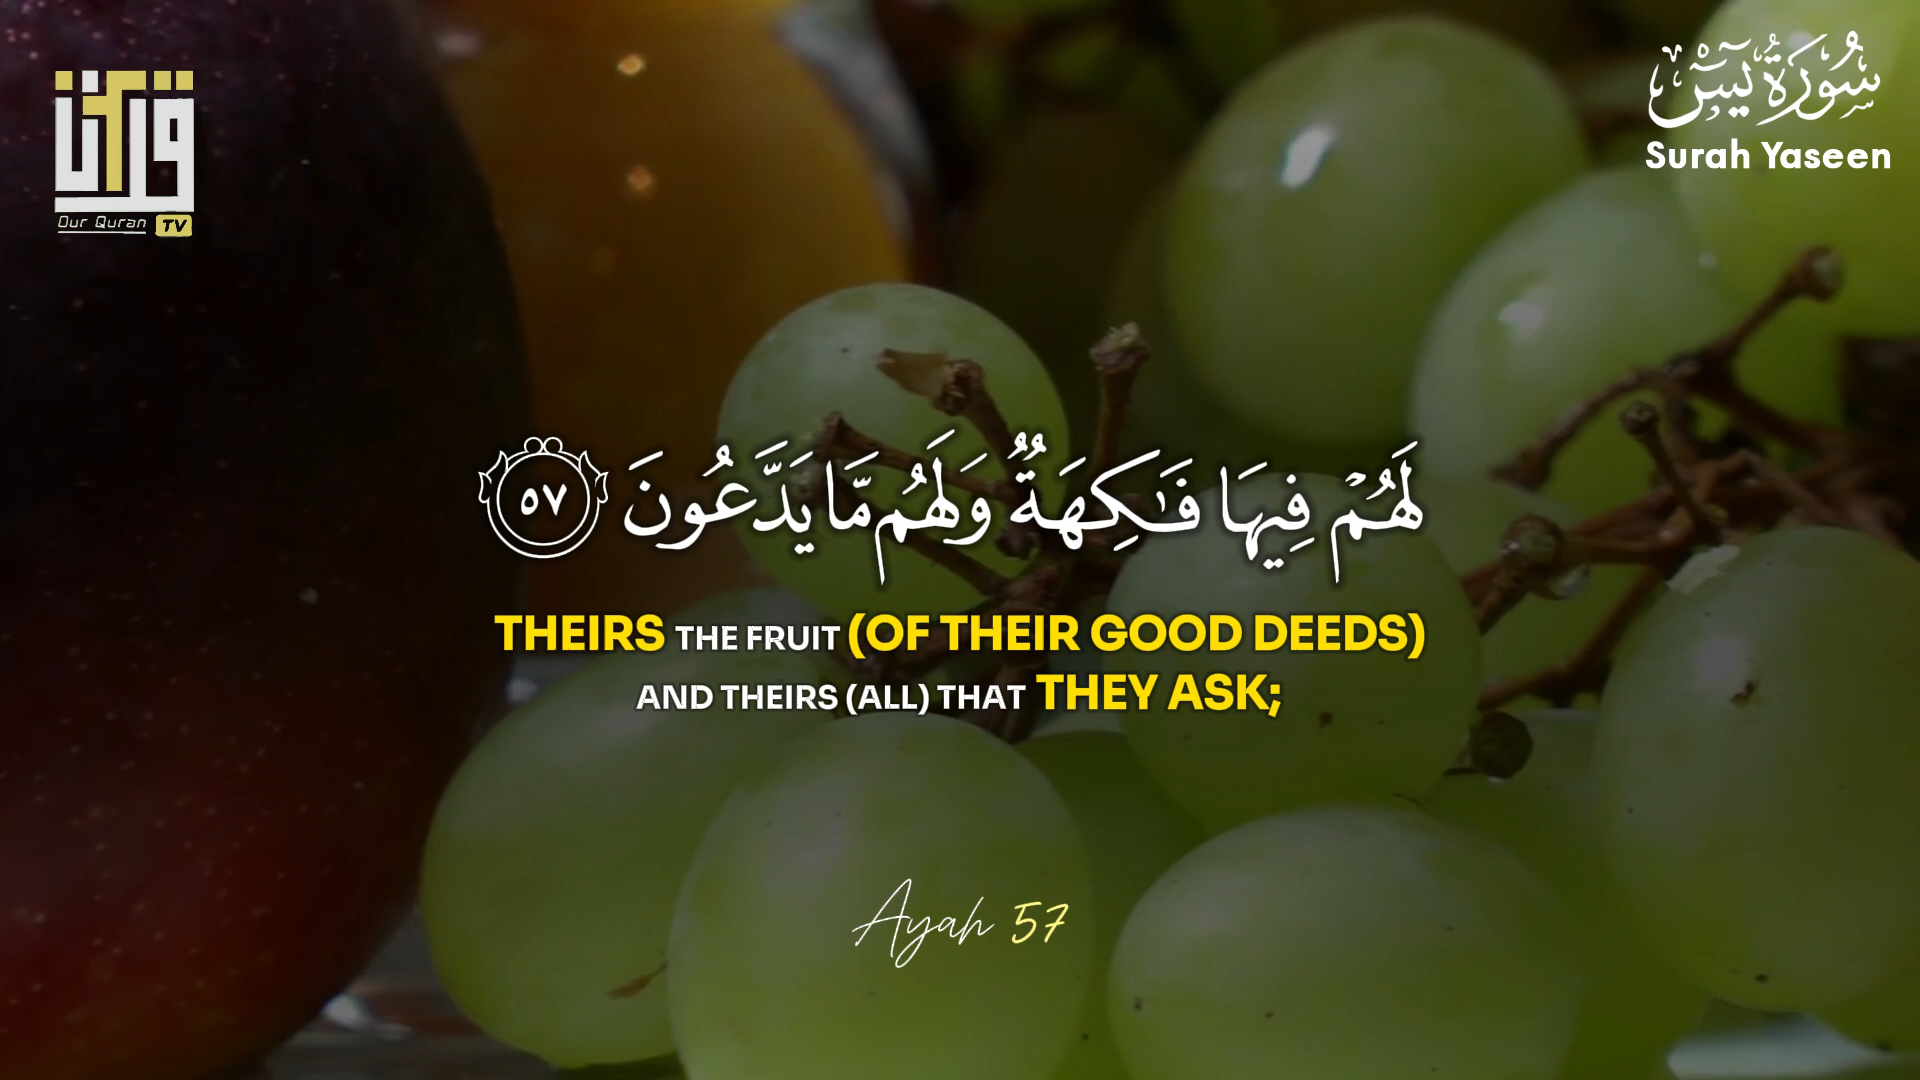 قرآننا
Our Quran TV
سُورَةُ يسٓ
Surah Yaseen
لَهُمْ فِيهَا فَـٰكِهَةٌ وَلَهُم مَّا يَدَّعُونَ ٥٧
THEIRS THE FRUIT (OF THEIR GOOD DEEDS)
AND THEIRS (ALL) THAT THEY ASK;
Ayah 57